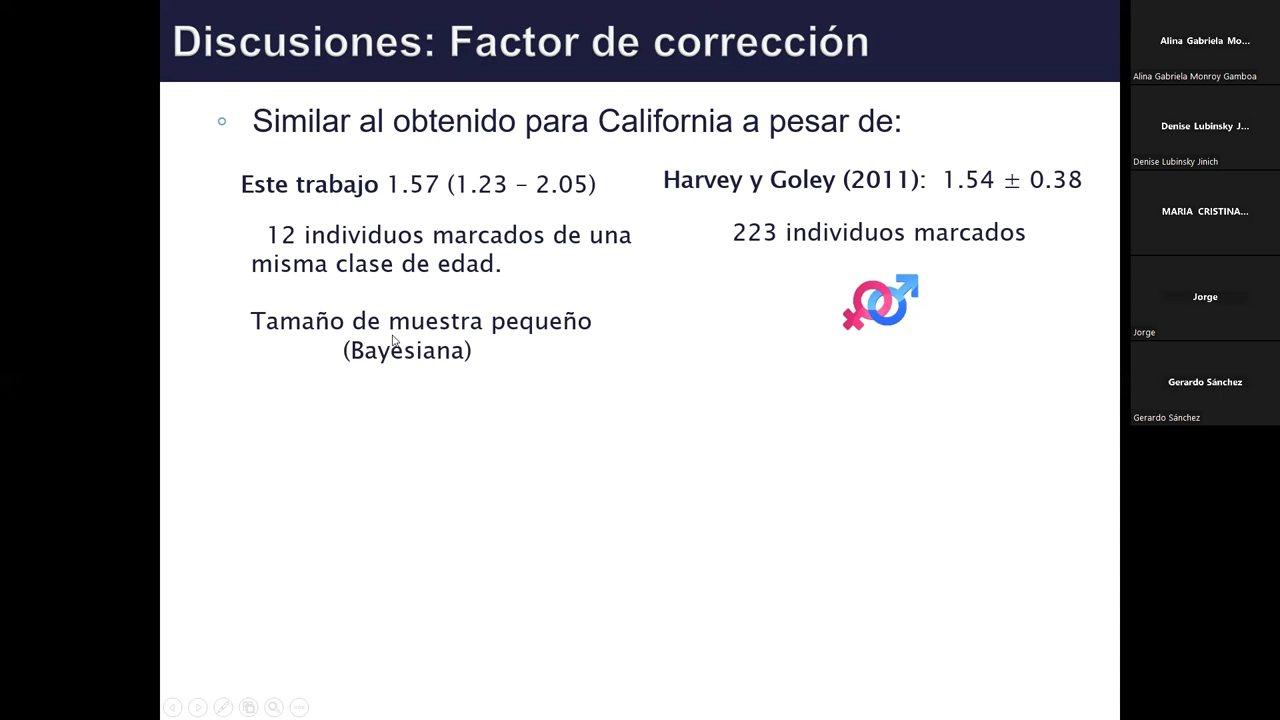 Discusiones: Factor de corrección
Similar al obtenido para California a pesar de:
Este trabajo 1.57 (1.23 – 2.05)
12 individuos marcados de una
misma clase de edad.
Tamaño de muestra pequeño
(Bayesiana)
Harvey y Goley (2011): 1.54 ± 0.38
223 individuos marcados
Alina Gabriela Mo...
Alina Gabriela Monroy Gamboa
Denise Lubinsky J...
Denise Lubinsky Jinich
MARIA CRISTINA...
Jorge
Jorge
Gerardo Sánchez
Gerardo Sánchez